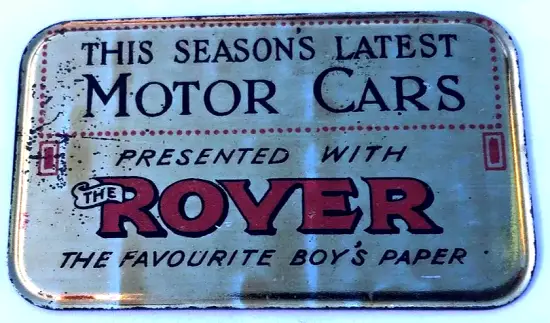 THIS SEASON'S LATEST
MOTOR CARS
PRESENTED WITH
THE ROVER
THE FAVOURITE BOY'S PAPER